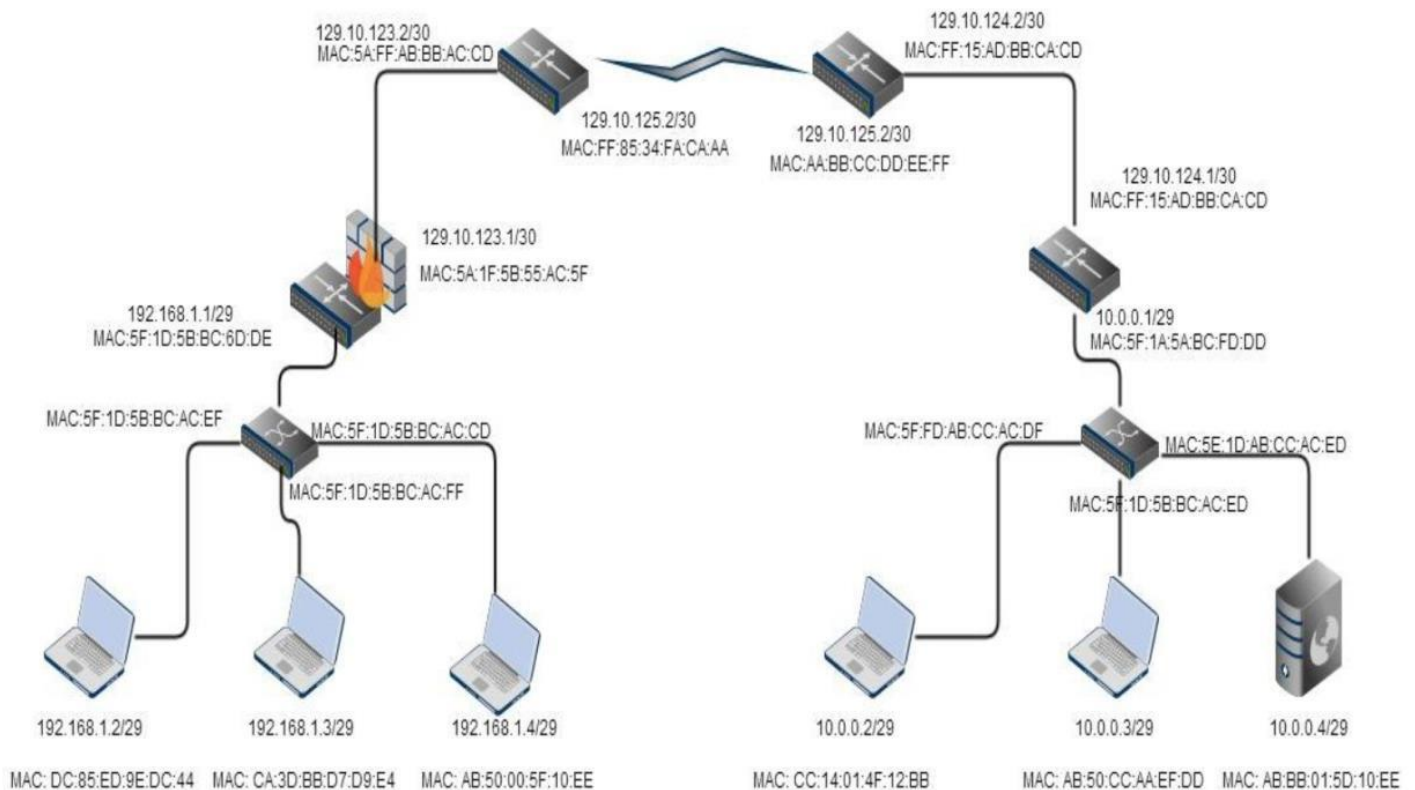 129.10.123.2/30
MAC:5A:FF:AB:BB:AC:CD
129.10.124.2/30
MAC:FF:15:AD:BB:CA:CD
129.10.125.2/30
MAC:FF:85:34:FA:CA:AA
129.10.125.2/30
MAC:AA:BB:CC:DD:EE:FF
129.10.124.1/30
MAC:FF:15:AD:BB:CA:CD
129.10.123.1/30
MAC:5A:1F:5B:55:AC:5F
192.168.1.1/29
MAC:5F:1D:5B:BC:6D:DE
10.0.0.1/29
MAC:5F:1A:5A:BC:FD:DD
MAC:5F:1D:5B:BC:AC:EF
MAC:5F:1D:5B:BC:AC:CD
MAC:5F:1D:5B:BC:AC:FF
MAC:5F:FD:AB:CC:AC:DF
MAC:5E:1D:AB:CC:AC:ED
MAC:5F:1D:5B:BC:AC:ED
192.168.1.2/29
192.168.1.3/29
192.168.1.4/29
10.0.0.2/29
10.0.0.3/29
10.0.0.4/29
MAC: DC:85:ED:9E:DC:44
MAC: CA:3D:BB:D7:D9:E4
MAC: AB:50:00:5F:10:EE
MAC: CC:14:01:4F:12:BB
MAC: AB:50:CC:AA:EF:DD
MAC: AB:BB:01:5D:10:EE